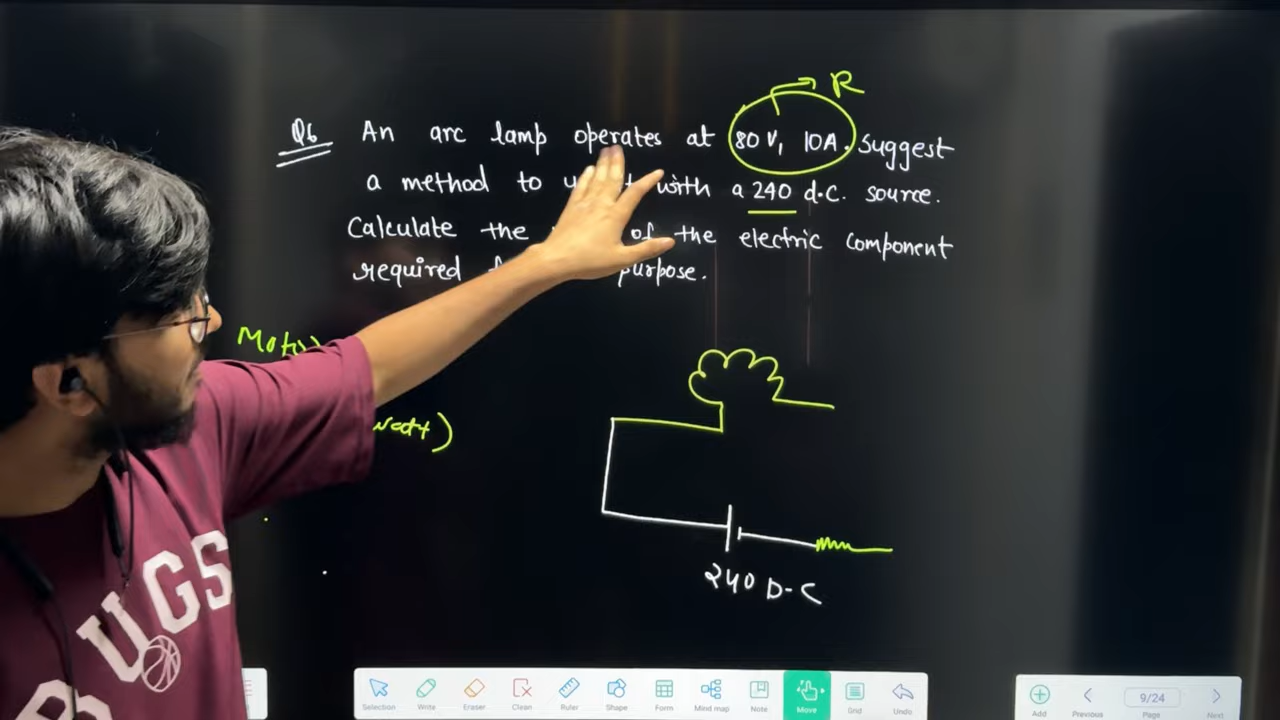 R
Q6 An arc lamp operates at 80 V, 10A. Suggest
a method to with a 240 d.c. source.
Calculate the of the electric component
required purpose.
240 D-C
UGS
Selection Write Eraser Clean Ruler Shape Form Mind map Note Move Grid Undo
Add Previous 9/24 Page Next